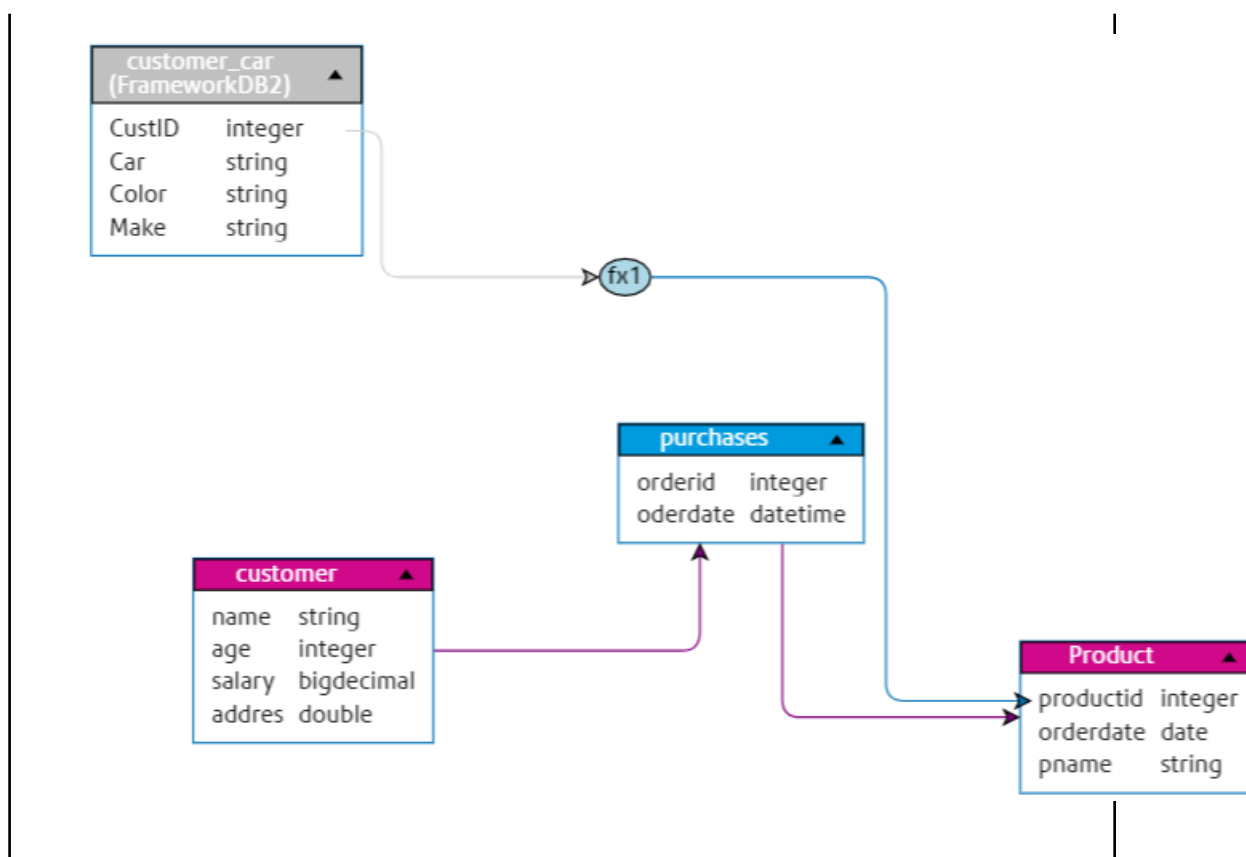 customer_car
(FrameworkDB2)
CustID integer
Car string
Color string
Make string
fx1
purchases
orderid integer
oderdate datetime
customer
name string
age integer
salary bigdecimal
addres double
Product
productid integer
orderdate date
pname string